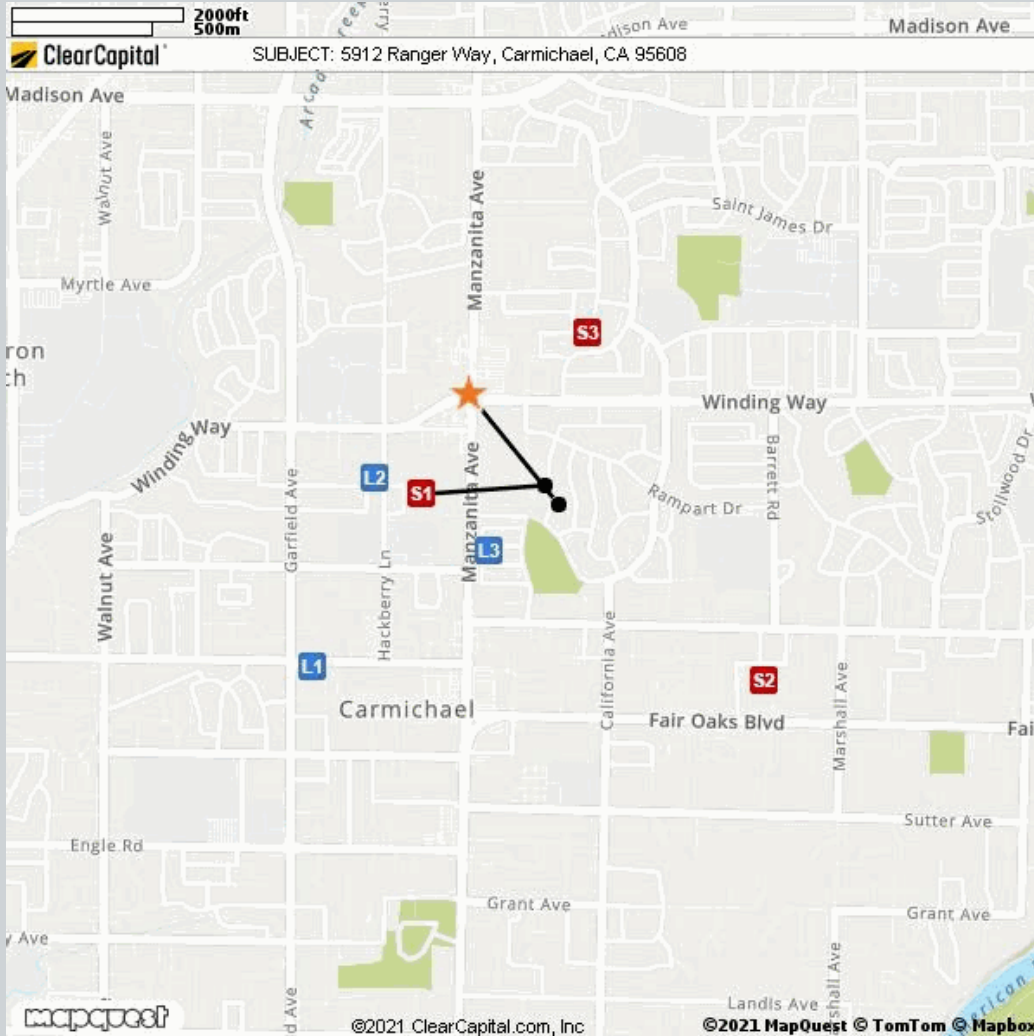 2000ft
500m
Madison Ave
ClearCapital
SUBJECT: 5912 Ranger Way, Carmichael, CA 95608
Madison Ave
Walnut Ave
Manzanita Ave
Saint James Dr
Myrtle Ave
S3
Winding Way
Winding Way
L2
S1
Manzanita Ave
Garfield Ave
Rampart Dr
Barrett Rd
Stollwood Dr
L3
Walnut Ave
Hackberry Ln
L1
S2
California Ave
Carmichael
Marshall Ave
Fair Oaks Blvd
Sutter Ave
Engle Rd
Grant Ave
Grant Ave
Landis Ave
mapquest
©2021 ClearCapital.com, Inc
©2021 MapQuest © TomTom © Mapbox